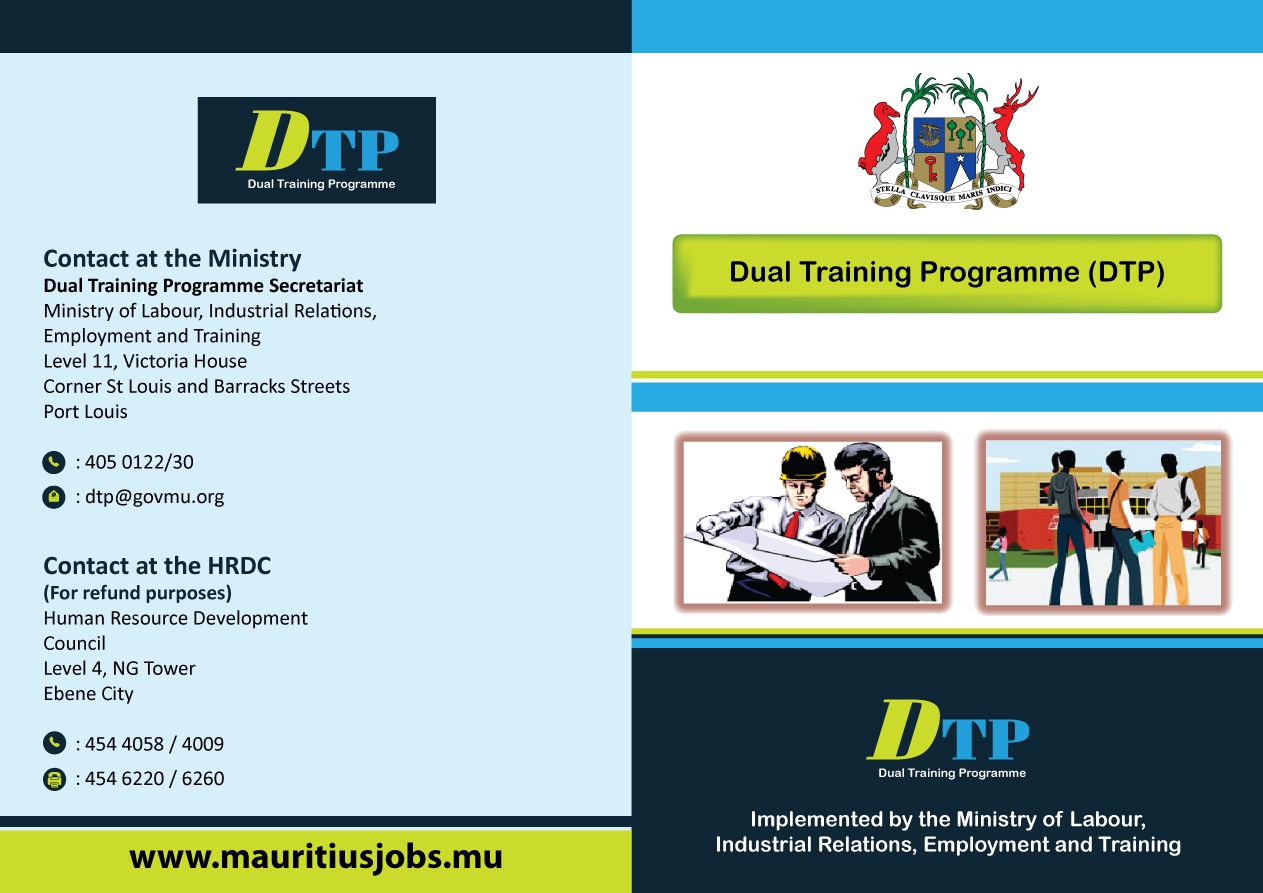 DTP
Dual Training Programme
Contact at the Ministry
Dual Training Programme Secretariat
Ministry of Labour, Industrial Relations,
Employment and Training
Level 11, Victoria House
Corner St Louis and Barracks Streets
Port Louis
: 405 0122/30
: dtp@govmu.org
Contact at the HRDC
(For refund purposes)
Human Resource Development
Council
Level 4, NG Tower
Ebene City
: 454 4058 / 4009
: 454 6220 / 6260
www.mauritiusjobs.mu
STELLA CLAVISQUE MARIS INDICI
Dual Training Programme (DTP)
DTP
Dual Training Programme
Implemented by the Ministry of Labour,
Industrial Relations, Employment and Training